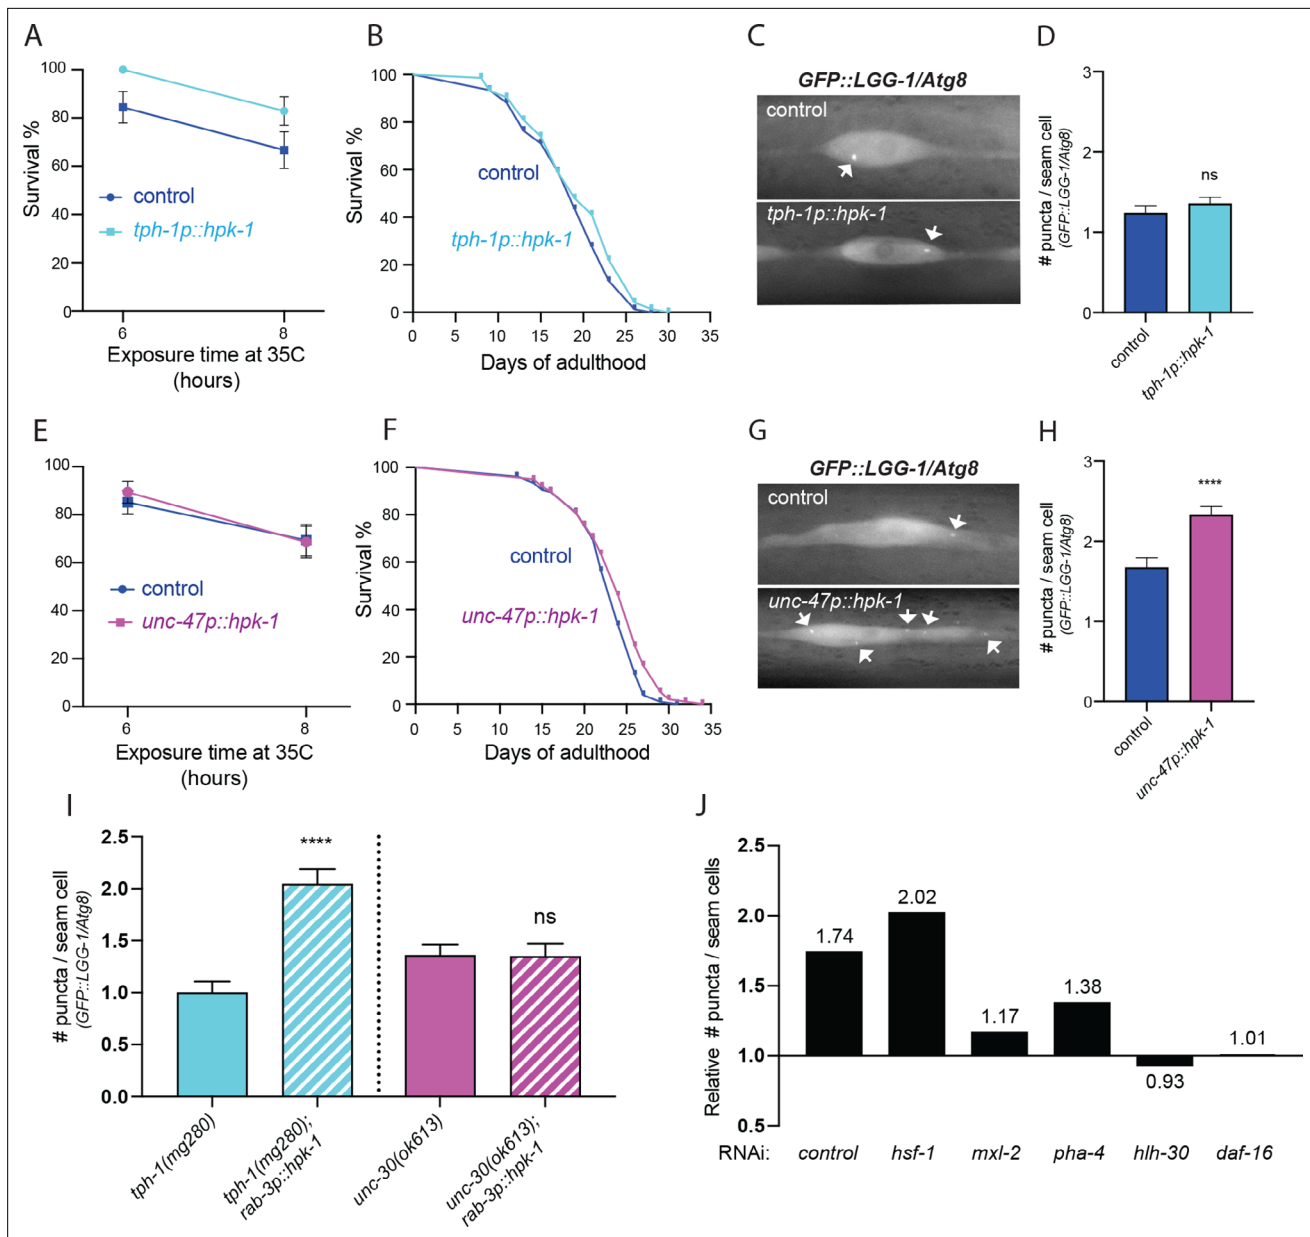 A
100
80
60
40
20
0
Survival %
control
tph-1p::hpk-1
6
8
Exposure time at 35C
(hours)
B
100
80
60
40
20
0
Survival %
control
tph-1p::hpk-1
0 5 10 15 20 25 30 35
Days of adulthood
C
GFP::LGG-1/Atg8
control
tph-1p::hpk-1
D
3
2
1
0
# puncta / seam cell
(GFP::LGG-1/Atg8)
ns
control
tph-1p::hpk-1
E
100
80
60
40
20
0
Survival %
control
unc-47p::hpk-1
6
8
Exposure time at 35C
(hours)
F
100
80
60
40
20
0
Survival %
control
unc-47p::hpk-1
0 5 10 15 20 25 30 35
Days of adulthood
G
GFP::LGG-1/Atg8
control
unc-47p::hpk-1
H
3
2
1
0
# puncta / seam cell
(GFP::LGG-1/Atg8)
****
control
unc-47p::hpk-1
I
2.5
2.0
1.5
1.0
0.5
0.0
# puncta / seam cell
(GFP::LGG-1/Atg8)
****
ns
tph-1(mg280)
tph-1(mg280);
rab-3p::hpk-1
unc-30(ok613)
unc-30(ok613);
rab-3p::hpk-1
J
2.5
2.0
1.5
1.0
0.5
Relative # puncta / seam cells
1.74
2.02
1.17
1.38
0.93
1.01
RNAi: control hsf-1 mxl-2 pha-4 hlh-30 daf-16